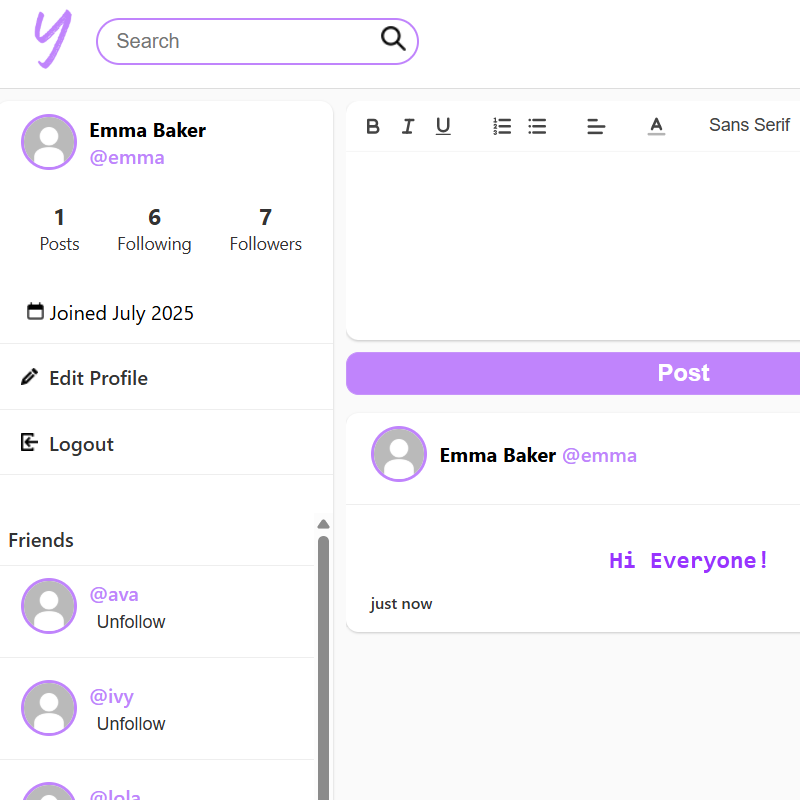 y
Search
Emma Baker
@emma
1 6 7
Posts Following Followers
Joined July 2025
Edit Profile
Logout
Friends
@ava
Unfollow
@ivy
Unfollow
@lola
B I U A Sans Serif
Post
Emma Baker @emma
Hi Everyone!
just now